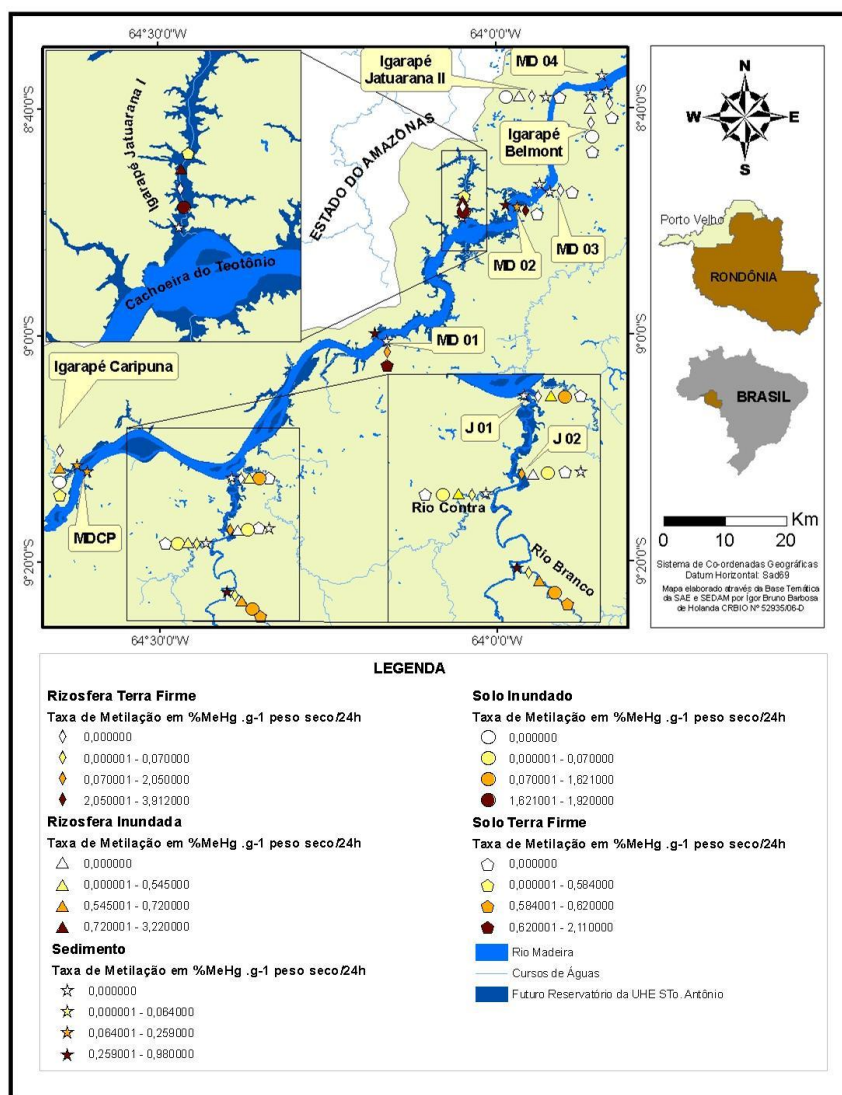 64°30'0"W
64°0'0"W
8°40'0"S
8°40'0"S
Igarapé Jatuarana I
Cachoeira do Teotônio
ESTADO DO AMAZÔNAS
Igarapé
Jatuarana II
MD 04
Igarapé
Belmont
MD 03
MD 02
MD 01
9°0'0"S
9°0'0"S
Igarapé Caripuna
MDCP
J 01
J 02
Rio Contra
Rio Branco
9°20'0"S
9°20'0"S
64°30'0"W
64°0'0"W
N
W
E
S
Porto Velho
RONDÔNIA
BRASIL
Km
0
10
20
Sistema de Co-ordenadas Geográficas
Datum Horizontal: Sad69
Mapa elaborado através da Base Temática
da SAE e SEDAM por Igor Bruno Barbosa
de Holanda CRBIO Nº 52935/06-D
LEGENDA
Rizosfera Terra Firme
Taxa de Metilação em %MeHg .g-1 peso seco/24h
0,000000
0,000001 - 0,070000
0,070001 - 2,050000
2,050001 - 3,912000
Rizosfera Inundada
Taxa de Metilação em %MeHg .g-1 peso seco/24h
0,000000
0,000001 - 0,545000
0,545001 - 0,720000
0,720001 - 3,220000
Sedimento
Taxa de Metilação em %MeHg .g-1 peso seco/24h
0,000000
0,000001 - 0,064000
0,064001 - 0,259000
0,259001 - 0,980000
Solo Inundado
Taxa de Metilação em %MeHg .g-1 peso seco/24h
0,000000
0,000001 - 0,070000
0,070001 - 1,621000
1,621001 - 1,920000
Solo Terra Firme
Taxa de Metilação em %MeHg .g-1 peso seco/24h
0,000000
0,000001 - 0,584000
0,584001 - 0,620000
0,620001 - 2,110000
Rio Madeira
Cursos de Águas
Futuro Reservatório da UHE STo. Antônio